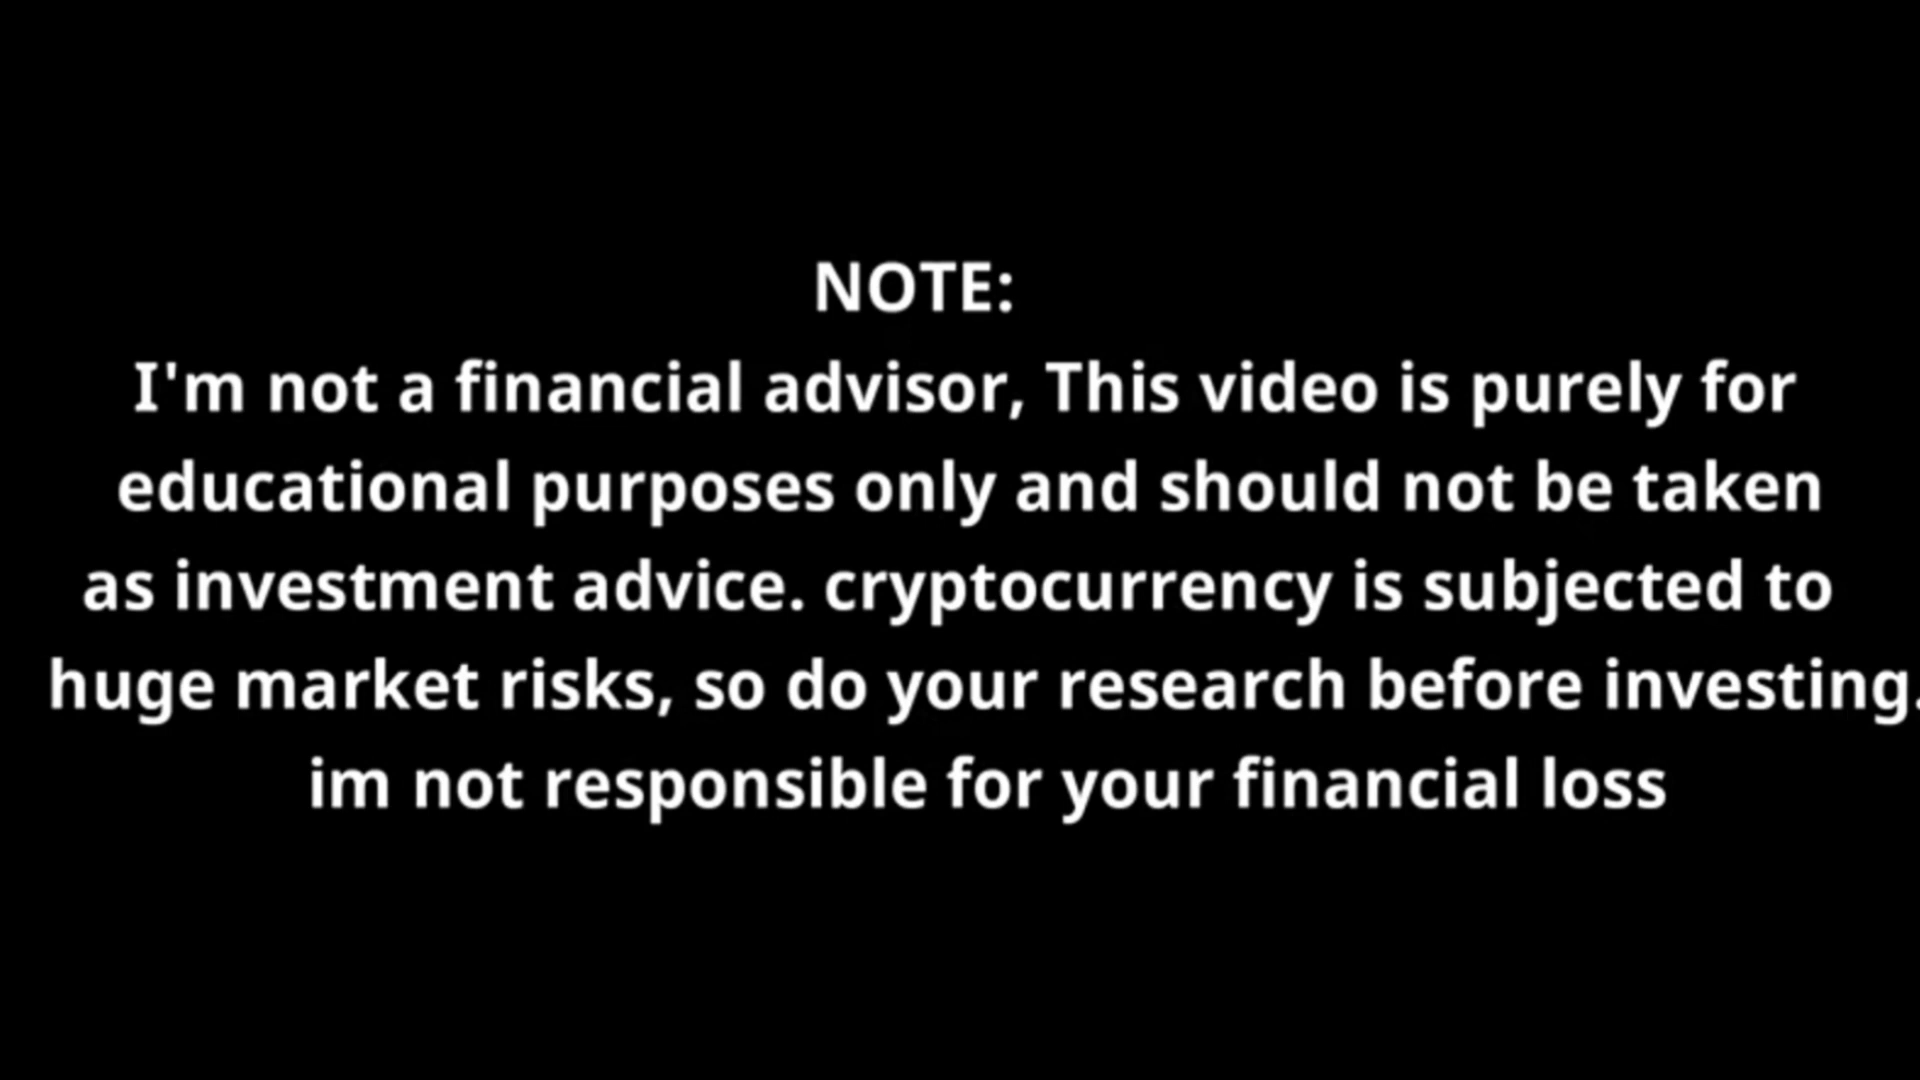 NOTE:
I'm not a financial advisor, This video is purely for
educational purposes only and should not be taken
as investment advice. cryptocurrency is subjected to
huge market risks, so do your research before investing.
im not responsible for your financial loss